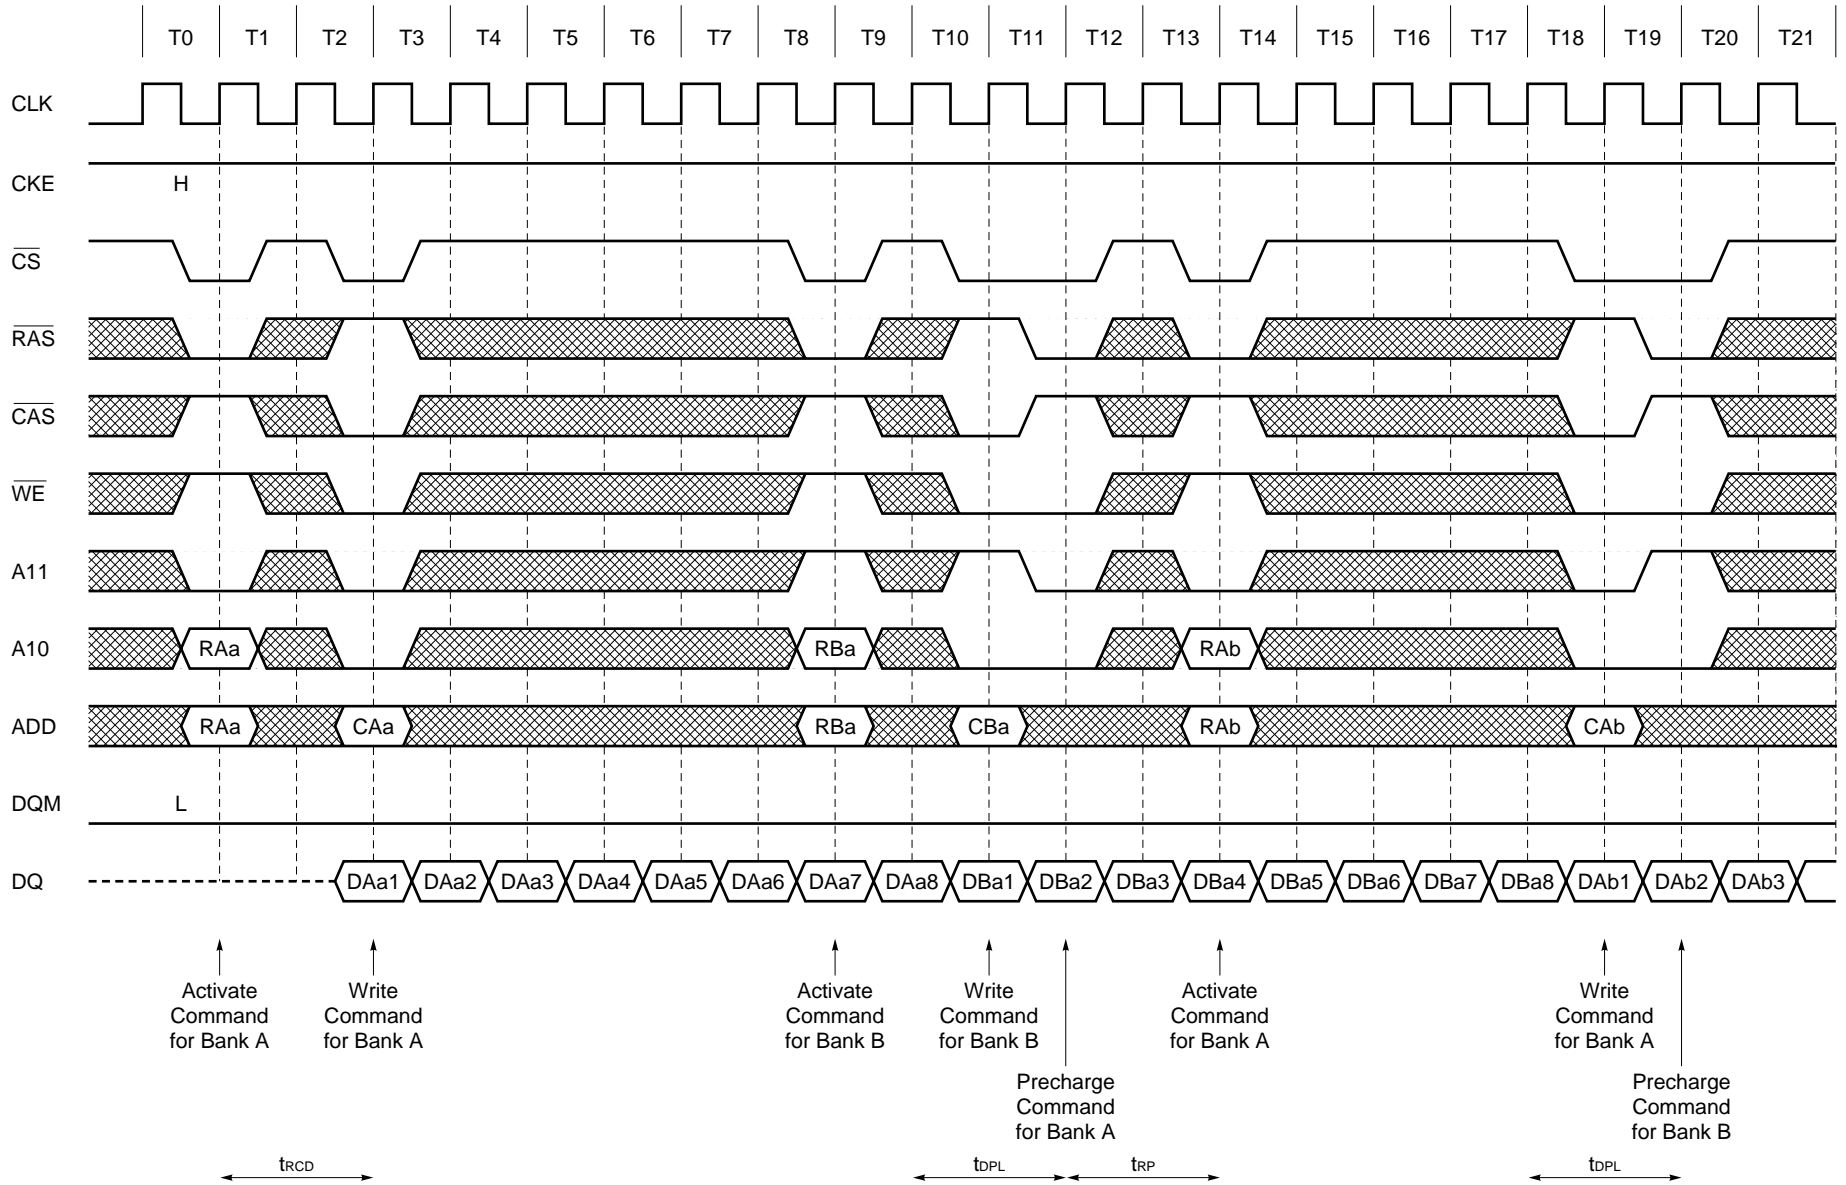 T0 T1 T2 T3 T4 T5 T6 T7 T8 T9 T10 T11 T12 T13 T14 T15 T16 T17 T18 T19 T20 T21
CLK
CKE H
CS
RAS
CAS
WE
A11
A10 RAa RBa RAb
ADD RAa CAa RBa CBa RAb CAb
DQM L
DQ DAa1 DAa2 DAa3 DAa4 DAa5 DAa6 DAa7 DAa8 DBa1 DBa2 DBa3 DBa4 DBa5 DBa6 DBa7 DBa8 DAb1 DAb2 DAb3
Activate
Command
for Bank A
Write
Command
for Bank A
Activate
Command
for Bank B
Write
Command
for Bank B
Precharge
Command
for Bank A
Activate
Command
for Bank A
Write
Command
for Bank A
Precharge
Command
for Bank B
tRCD tDPL tRP tDPL